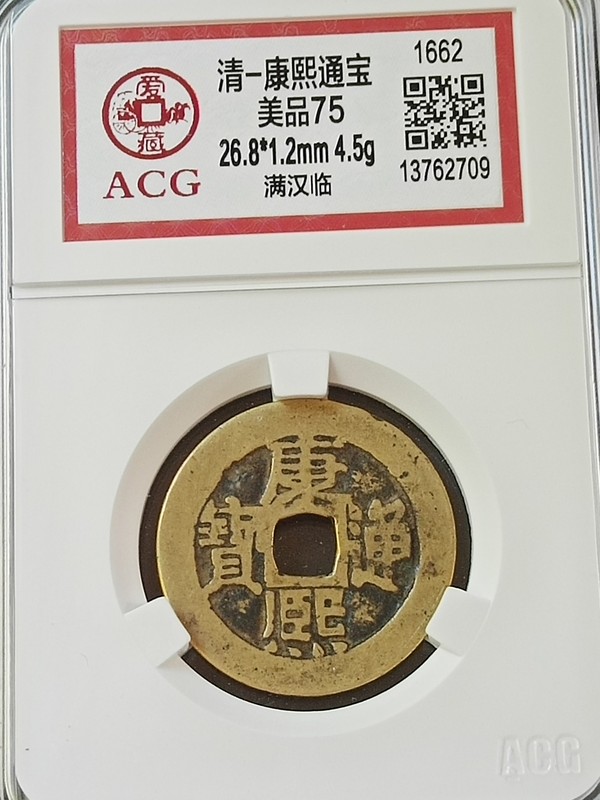 爱
藏
ACG
清-康熙通宝
美品75
26.8*1.2mm 4.5g
满汉临
1662
13762709
康
熙
通
寶
ACG